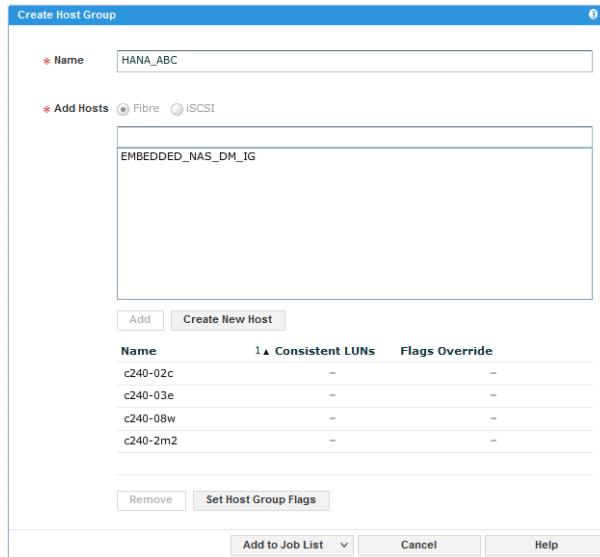 Create Host Group
* Name HANA_ABC
* Add Hosts Fibre iSCSI
EMBEDDED_NAS_DM_IG
Add Create New Host
Name 1 Consistent LUNs Flags Override
c240-02c - -
c240-03e - -
c240-08w - -
c240-2m2 - -
Remove Set Host Group Flags
Add to Job List Cancel Help